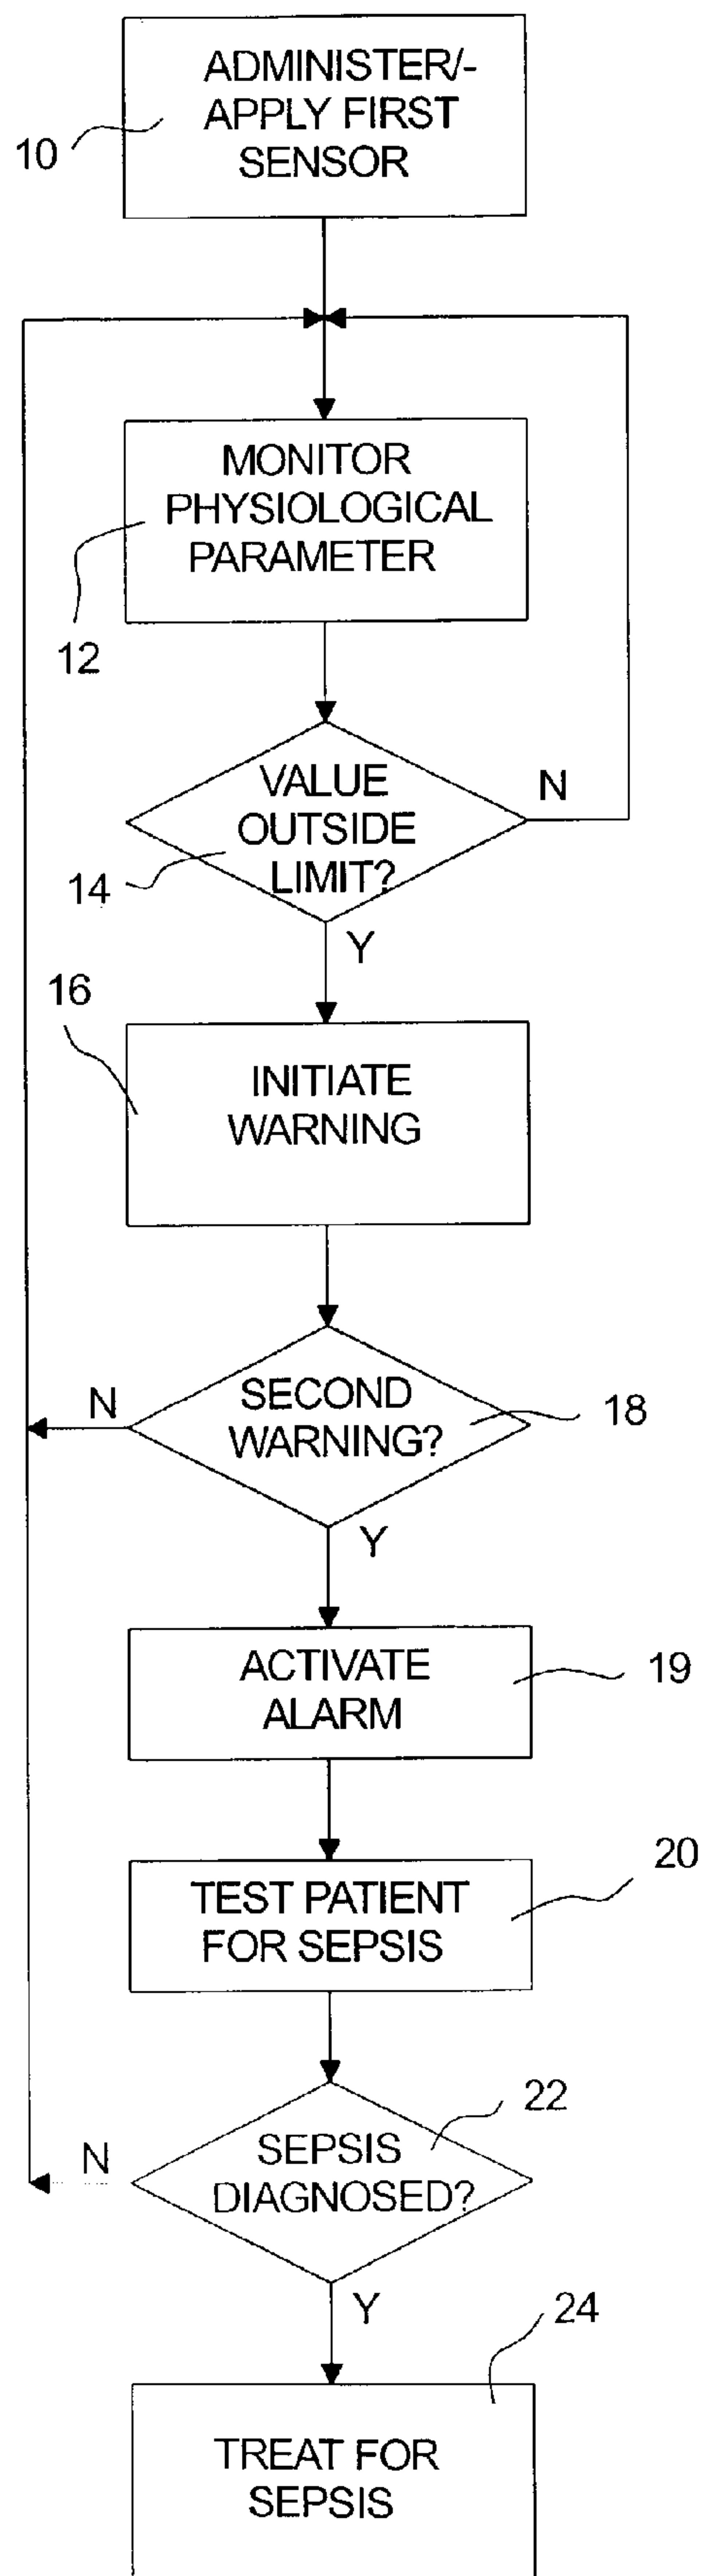 ADMINISTER/-
APPLY FIRST
SENSOR
10
MONITOR
PHYSIOLOGICAL
PARAMETER
12
VALUE
OUTSIDE
LIMIT?
N
14
Y
16
INITIATE
WARNING
SECOND
WARNING?
N
18
Y
ACTIVATE
ALARM
19
20
TEST PATIENT
FOR SEPSIS
22
SEPSIS
DIAGNOSED?
N
Y
24
TREAT FOR
SEPSIS